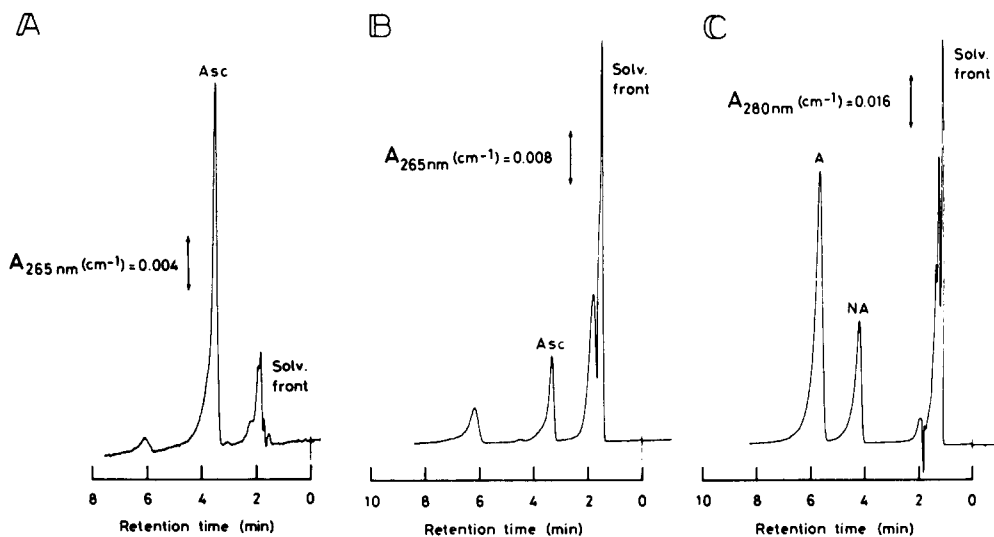 A
Asc
A265nm (cm-1) = 0.004
Solv.
front
8 6 4 2 0
Retention time (min)
B
Solv.
front
A265nm (cm-1) = 0.008
Asc
10 8 6 4 2 0
Retention time (min)
C
Solv.
front
A280nm (cm-1) = 0.016
A
NA
10 8 6 4 2 0
Retention time (min)